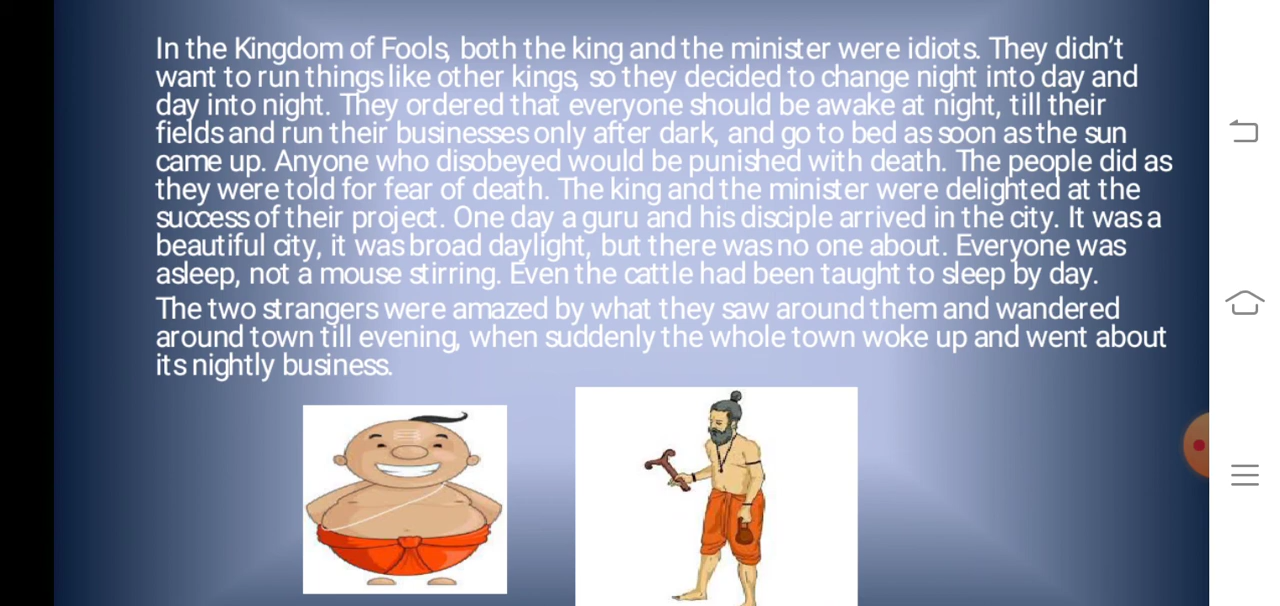 In the Kingdom of Fools, both the king and the minister were idiots. They didn't
want to run things like other kings, so they decided to change night into day and
day into night. They ordered that everyone should be awake at night, till their
fields and run their businesses only after dark, and go to bed as soon as the sun
came up. Anyone who disobeyed would be punished with death. The people did as
they were told for fear of death. The king and the minister were delighted at the
success of their project. One day a guru and his disciple arrived in the city. It was a
beautiful city, it was broad daylight, but there was no one about. Everyone was
asleep, not a mouse stirring. Even the cattle had been taught to sleep by day.
The two strangers were amazed by what they saw around them and wandered
around town till evening, when suddenly the whole town woke up and went about
its nightly business.